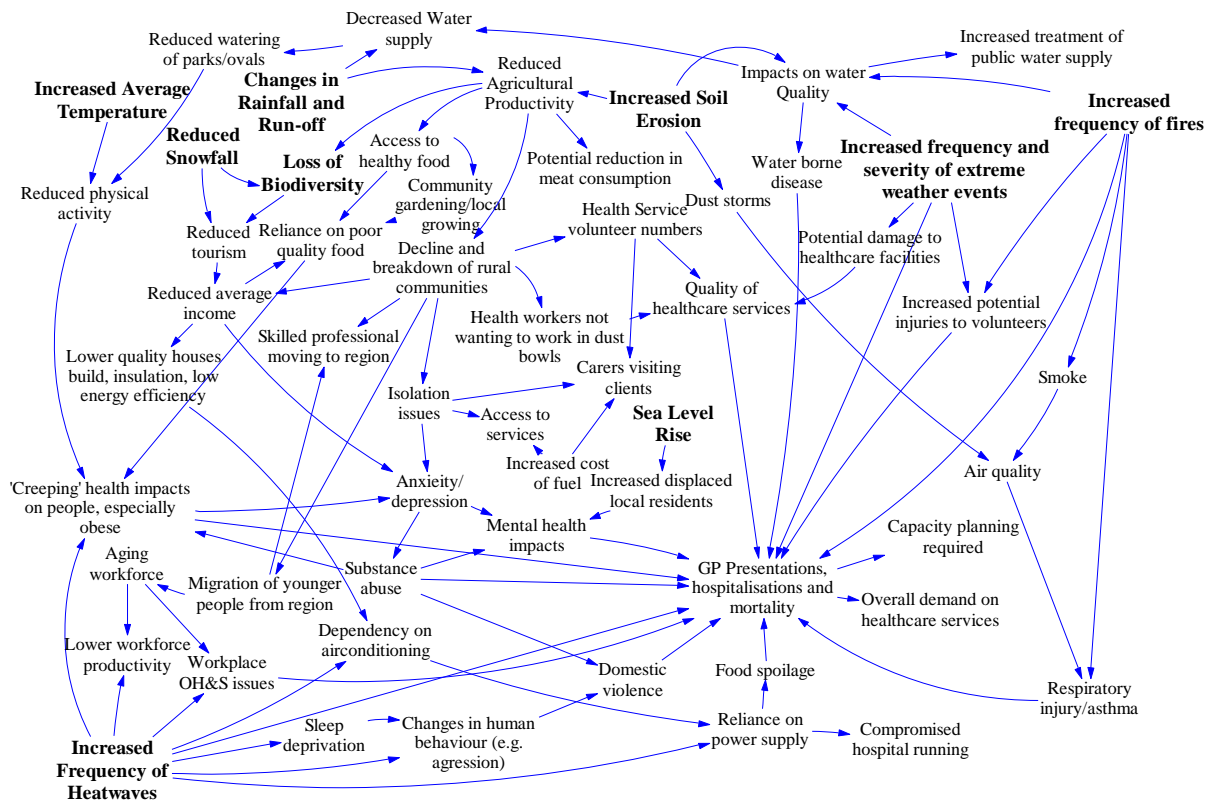 Decreased Water
supply
Reduced watering
of parks/ovals
Increased treatment of
public water supply
Reduced
Agricultural
Productivity
Impacts on water
Quality
Increased Average
Temperature
Changes in
Rainfall and
Run-off
Increased Soil
Erosion
Increased
frequency of fires
Reduced
Snowfall
Loss of
Biodiversity
Access to
healthy food
Potential reduction in
meat consumption
Water borne
disease
Increased frequency and
severity of extreme
weather events
Reduced physical
activity
Community
gardening/local
growing
Dust storms
Health Service
volunteer numbers
Reduced
tourism
Reliance on poor
quality food
Decline and
breakdown of rural
communities
Potential damage to
healthcare facilities
Reduced average
income
Quality of
healthcare services
Increased potential
injuries to volunteers
Skilled professional
moving to region
Health workers not
wanting to work in dust
bowls
Lower quality houses
build, insulation, low
energy efficiency
Carers visiting
clients
Smoke
Isolation
issues
Access to
services
Sea Level
Rise
Increased cost
of fuel
Air quality
Increased displaced
local residents
Anxieity/
depression
'Creeping' health impacts
on people, especially
obese
Mental health
impacts
Capacity planning
required
Aging
workforce
Migration of younger
people from region
Substance
abuse
GP Presentations,
hospitalisations and
mortality
Overall demand on
healthcare services
Lower workforce
productivity
Workplace
OH&S issues
Dependency on
airconditioning
Domestic
violence
Food spoilage
Respiratory
injury/asthma
Sleep
deprivation
Changes in human
behaviour (e.g.
agression)
Reliance on
power supply
Compromised
hospital running
Increased
Frequency of
Heatwaves